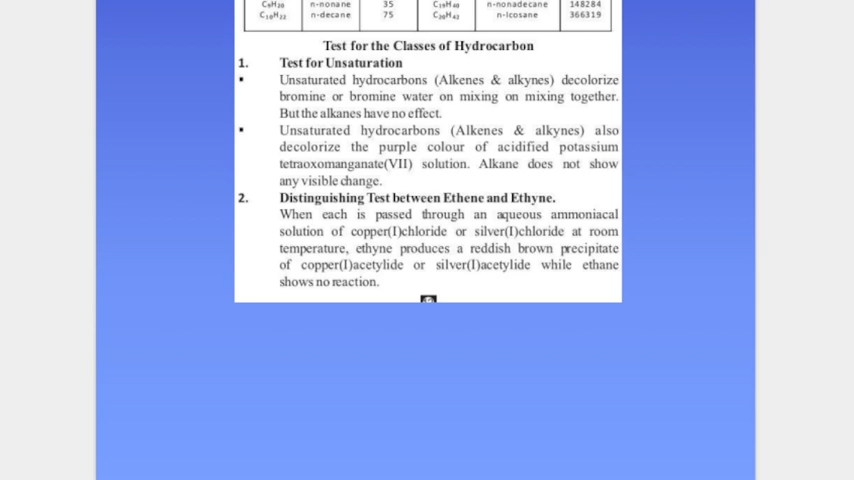 C9H20 n-nonane 35 C19H40 n-nonadecane 148284
C10H22 n-decane 75 C20H42 n-Icosane 366319
Test for the Classes of Hydrocarbon
1. Test for Unsaturation
▪ Unsaturated hydrocarbons (Alkenes & alkynes) decolorize
bromine or bromine water on mixing on mixing together.
But the alkanes have no effect.
▪ Unsaturated hydrocarbons (Alkenes & alkynes) also
decolorize the purple colour of acidified potassium
tetraoxomanganate(VII) solution. Alkane does not show
any visible change.
2. Distinguishing Test between Ethene and Ethyne.
When each is passed through an aqueous ammoniacal
solution of copper(I)chloride or silver(I)chloride at room
temperature, ethyne produces a reddish brown precipitate
of copper(I)acetylide or silver(I)acetylide while ethane
shows no reaction.